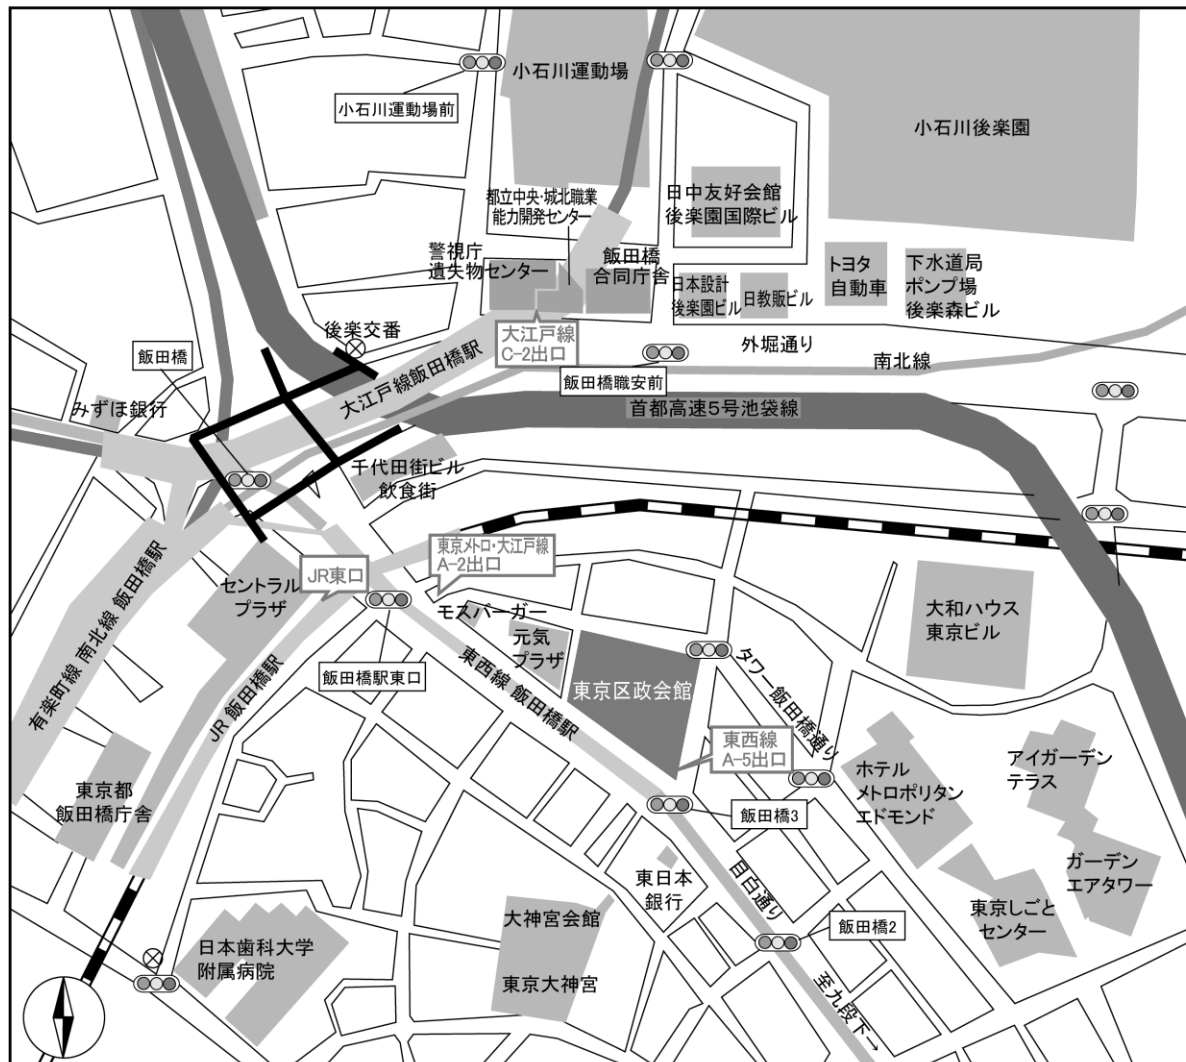 小石川運動場
小石川運動場前
小石川後楽園
都立中央・城北職業
能力開発センター
日中友好会館
後楽園国際ビル
警視庁
遺失物センター
飯田橋
合同庁舎
日本設計
後楽園ビル
日教販ビル
トヨタ
自動車
下水道局
ポンプ場
後楽森ビル
後楽交番
飯田橋
大江戸線
C-2出口
外堀通り
南北線
飯田橋職安前
大江戸線飯田橋駅
みずほ銀行
首都高速5号池袋線
千代田街ビル
飲食街
東京メトロ・大江戸線
A-2出口
JR東口
セントラル
プラザ
有楽町線 南北線 飯田橋駅
JR 飯田橋駅
モスバーガー
元気
プラザ
飯田橋駅東口
東西線 飯田橋駅
東京区政会館
タワー飯田橋通り
大和ハウス
東京ビル
東西線
A-5出口
東京都
飯田橋庁舎
ホテル
メトロポリタン
エドモンド
アイガーデン
テラス
飯田橋3
ガーデン
エアタワー
東日本
銀行
目白通り
東京しごと
センター
飯田橋2
大神宮会館
東京大神宮
日本歯科大学
附属病院
至九段下→